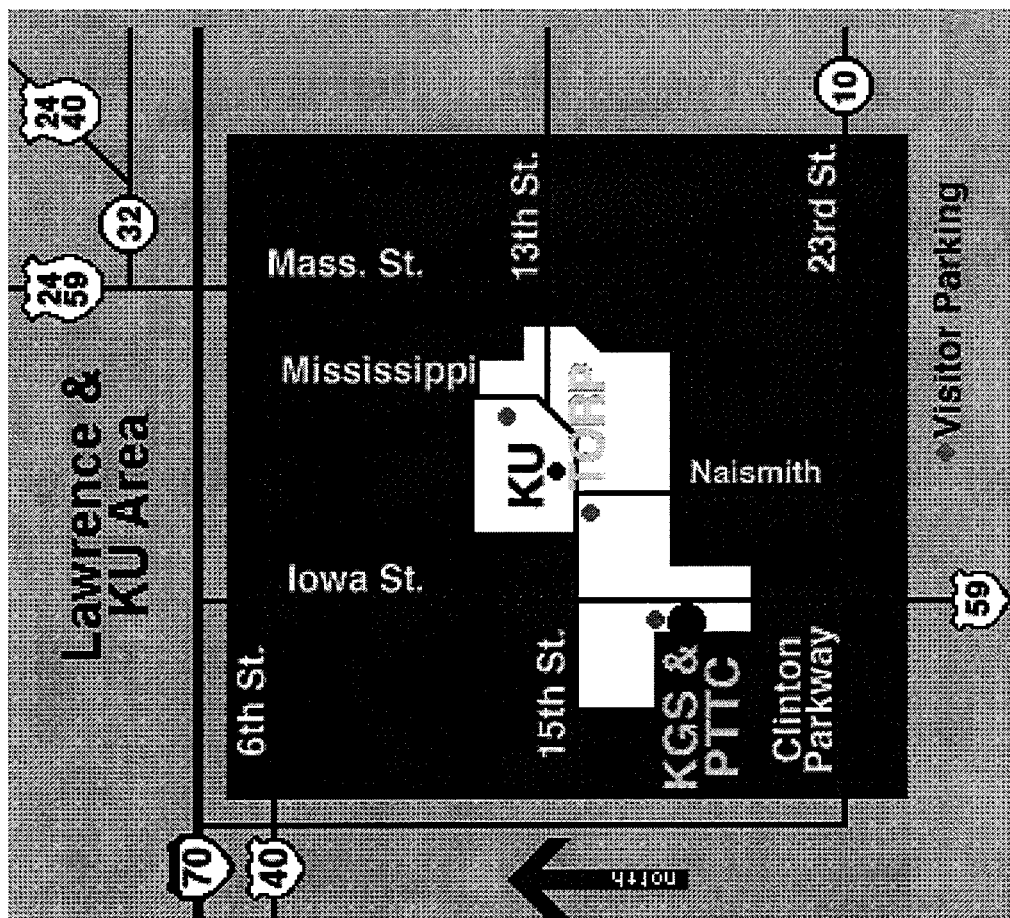 Lawrence &
KU Area
24
40
32
24
59
10
13th St.
23rd St.
Mass. St.
Mississippi
TORP
KU
Naismith
Iowa St.
6th St.
15th St.
KGS &
PTTC
Clinton
Parkway
59
70
40
north
Visitor Parking